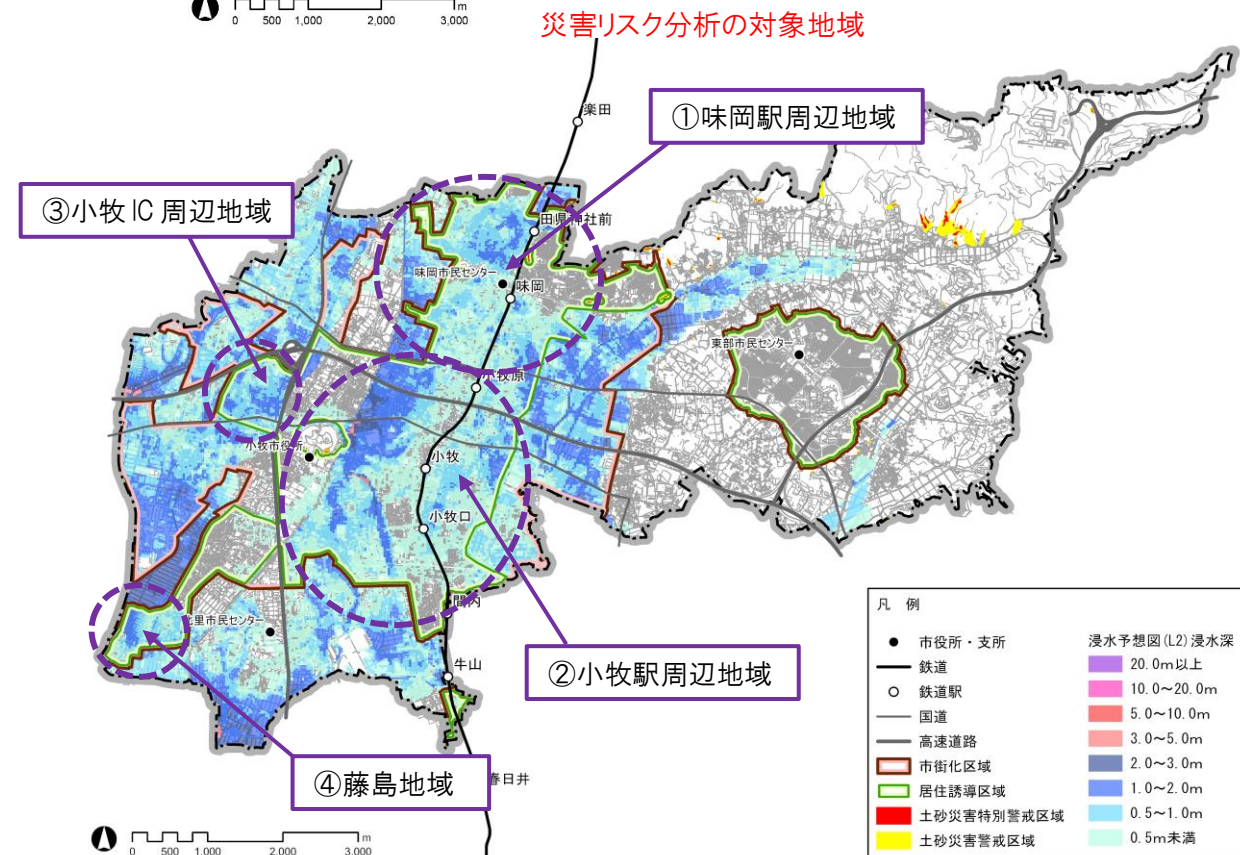 0 500 1,000 2,000 3,000 m
災害リスク分析の対象地域
楽田
①味岡駅周辺地域
③小牧IC 周辺地域
田県神社前
味岡市民センター
味岡
東部市民センター
小牧原
小牧市役所
小牧
小牧口
間内
北里市民センター
牛山
②小牧駅周辺地域
④藤島地域
春日井
凡 例
市役所・支所
鉄道
鉄道駅
国道
高速道路
市街化区域
居住誘導区域
土砂災害特別警戒区域
土砂災害警戒区域
浸水予想図(L2)浸水深
20.0m以上
10.0～20.0m
5.0～10.0m
3.0～5.0m
2.0～3.0m
1.0～2.0m
0.5～1.0m
0.5m未満
0 500 1,000 2,000 3,000 m